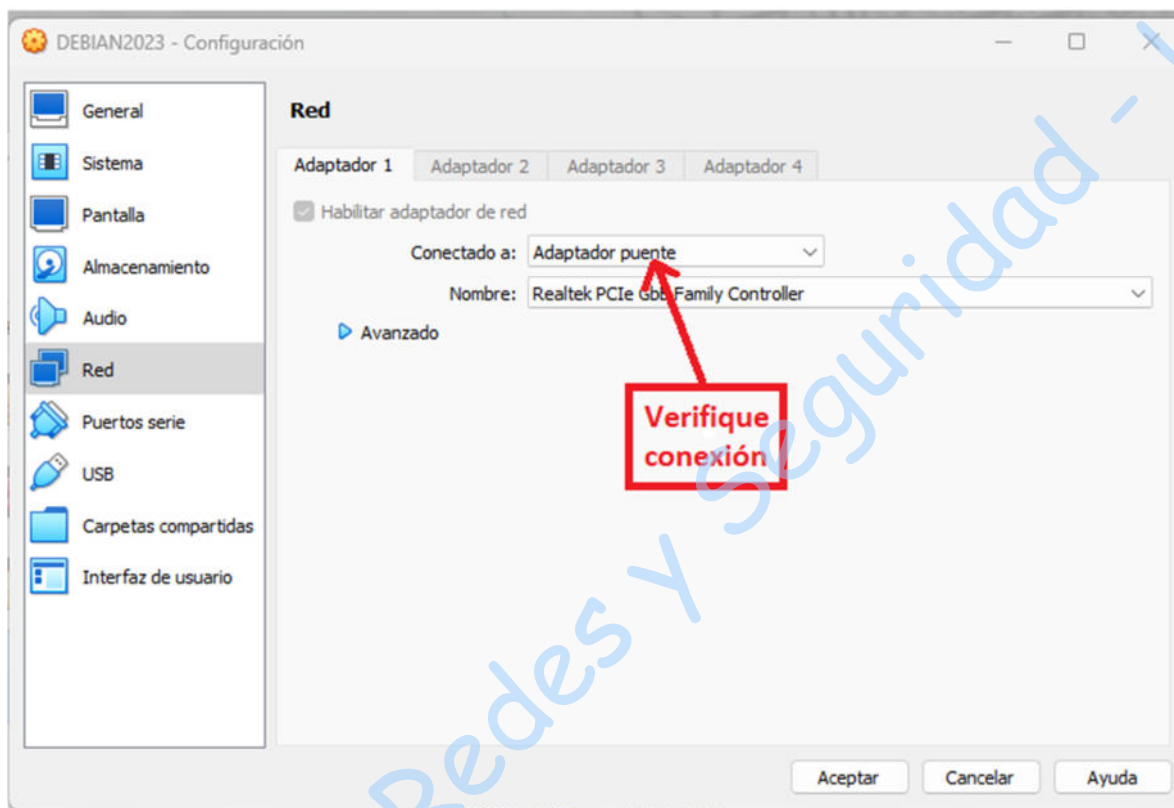 DEBIAN2023 - Configuración
General
Sistema
Pantalla
Almacenamiento
Audio
Red
Puertos serie
USB
Carpetas compartidas
Interfaz de usuario
Red
Adaptador 1 Adaptador 2 Adaptador 3 Adaptador 4
Habilitar adaptador de red
Conectado a: Adaptador puente
Nombre: Realtek PCIe GbE Family Controller
Avanzado
Verifique
conexión
Aceptar Cancelar Ayuda
Redes y Seguridad -